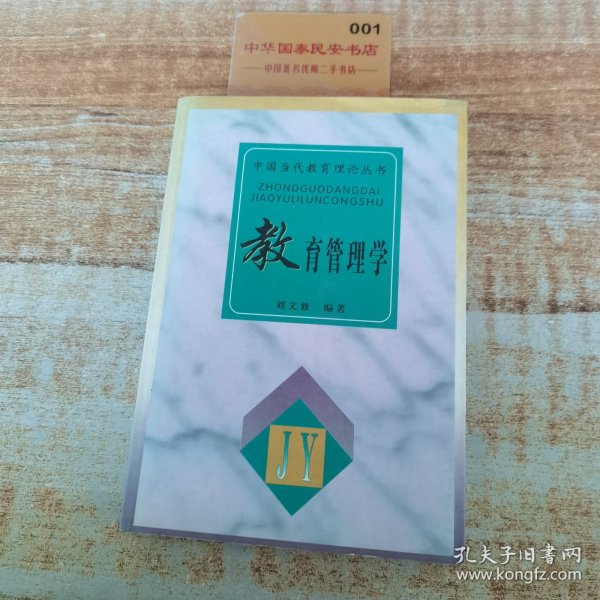 001
中华国泰民安书店
中国著名优质二手书店
中国当代教育理论丛书
ZHONGGUODANGDAI
JIAOYULILUNCONGSHU
教育管理学
刘文修 编著
JY
孔夫子旧书网
www.kongfz.com